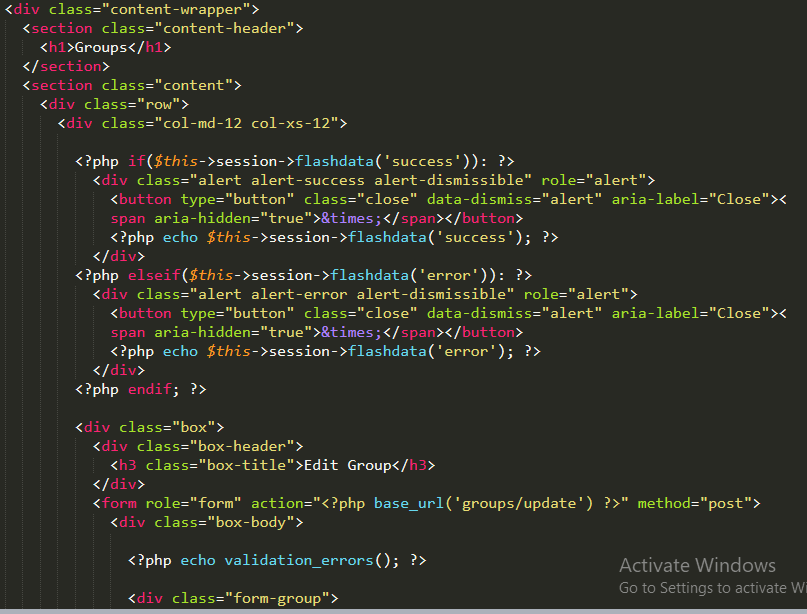 <div class="content-wrapper">
<section class="content-header">
<h1>Groups</h1>
</section>
<section class="content">
<div class="row">
<div class="col-md-12 col-xs-12">
<?php if($this->session->flashdata('success')): ?>
<div class="alert alert-success alert-dismissible" role="alert">
<button type="button" class="close" data-dismiss="alert" aria-label="Close"><
span aria-hidden="true">&times;</span></button>
<?php echo $this->session->flashdata('success'); ?>
</div>
<?php elseif($this->session->flashdata('error')): ?>
<div class="alert alert-error alert-dismissible" role="alert">
<button type="button" class="close" data-dismiss="alert" aria-label="Close"><
span aria-hidden="true">&times;</span></button>
<?php echo $this->session->flashdata('error'); ?>
</div>
<?php endif; ?>
<div class="box">
<div class="box-header">
<h3 class="box-title">Edit Group</h3>
</div>
<form role="form" action="<?php base_url('groups/update') ?>" method="post">
<div class="box-body">
<?php echo validation_errors(); ?>
<div class="form-group">
Activate Windows
Go to Settings to activate Wi